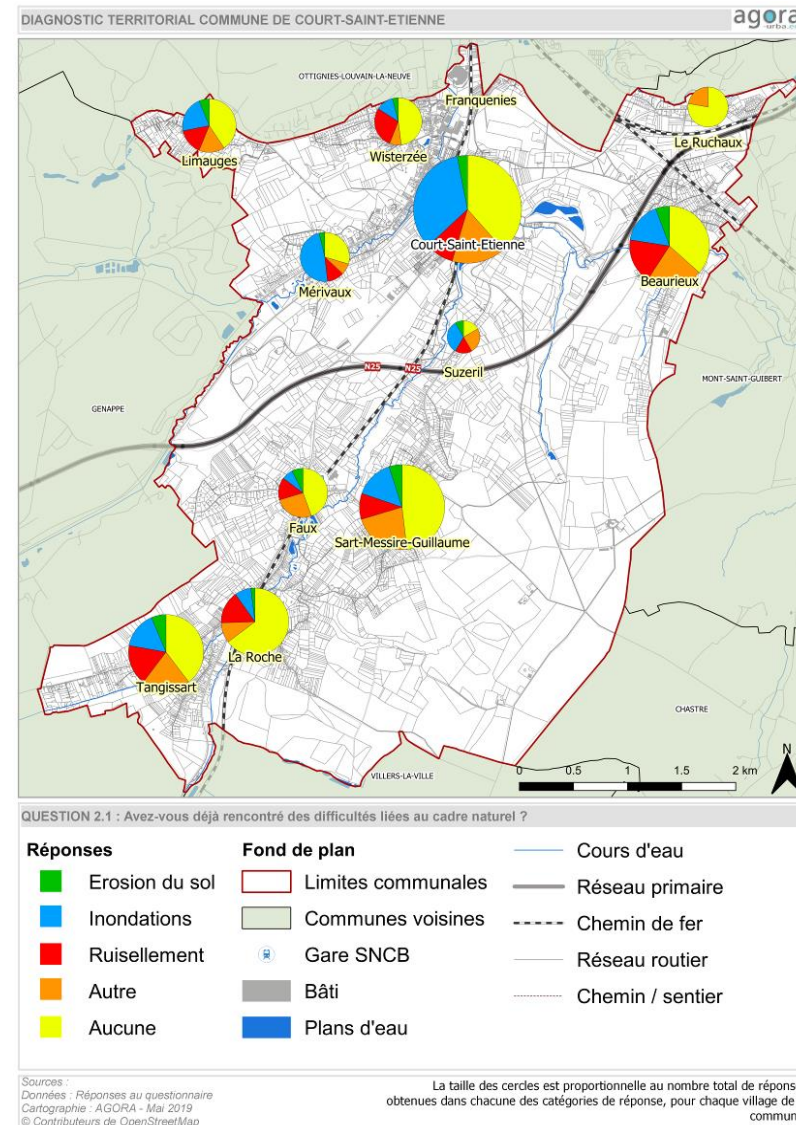 DIAGNOSTIC TERRITORIAL COMMUNE DE COURT-SAINT-ETIENNE
agora
OTTIGNIES-LOUVAIN-LA-NEUVE
Franquenies
Le Ruchaux
Limauges
Wisterzée
Court-Saint-Etienne
Beaurieux
Mérivaux
Suzeril
N25
N25
MONT-SAINT-GUIBERT
GENAPPE
Faux
Sart-Messire-Guillaume
La Roche
Tangissart
CHASTRE
N
VILLERS-LA-VILLE
0 0.5 1 1.5 2 km
QUESTION 2.1 : Avez-vous déjà rencontré des difficultés liées au cadre naturel ?
Réponses
Erosion du sol
Inondations
Ruisellement
Autre
Aucune
Fond de plan
Limites communales
Communes voisines
Gare SNCB
Bâti
Plans d'eau
Cours d'eau
Réseau primaire
Chemin de fer
Réseau routier
Chemin / sentier
Sources :
Données : Réponses au questionnaire
Cartographie : AGORA - Mai 2019
© Contributeurs de OpenStreetMap
La taille des cercles est proportionnelle au nombre total de répons
obtenues dans chacune des catégories de réponse, pour chaque village de
commun